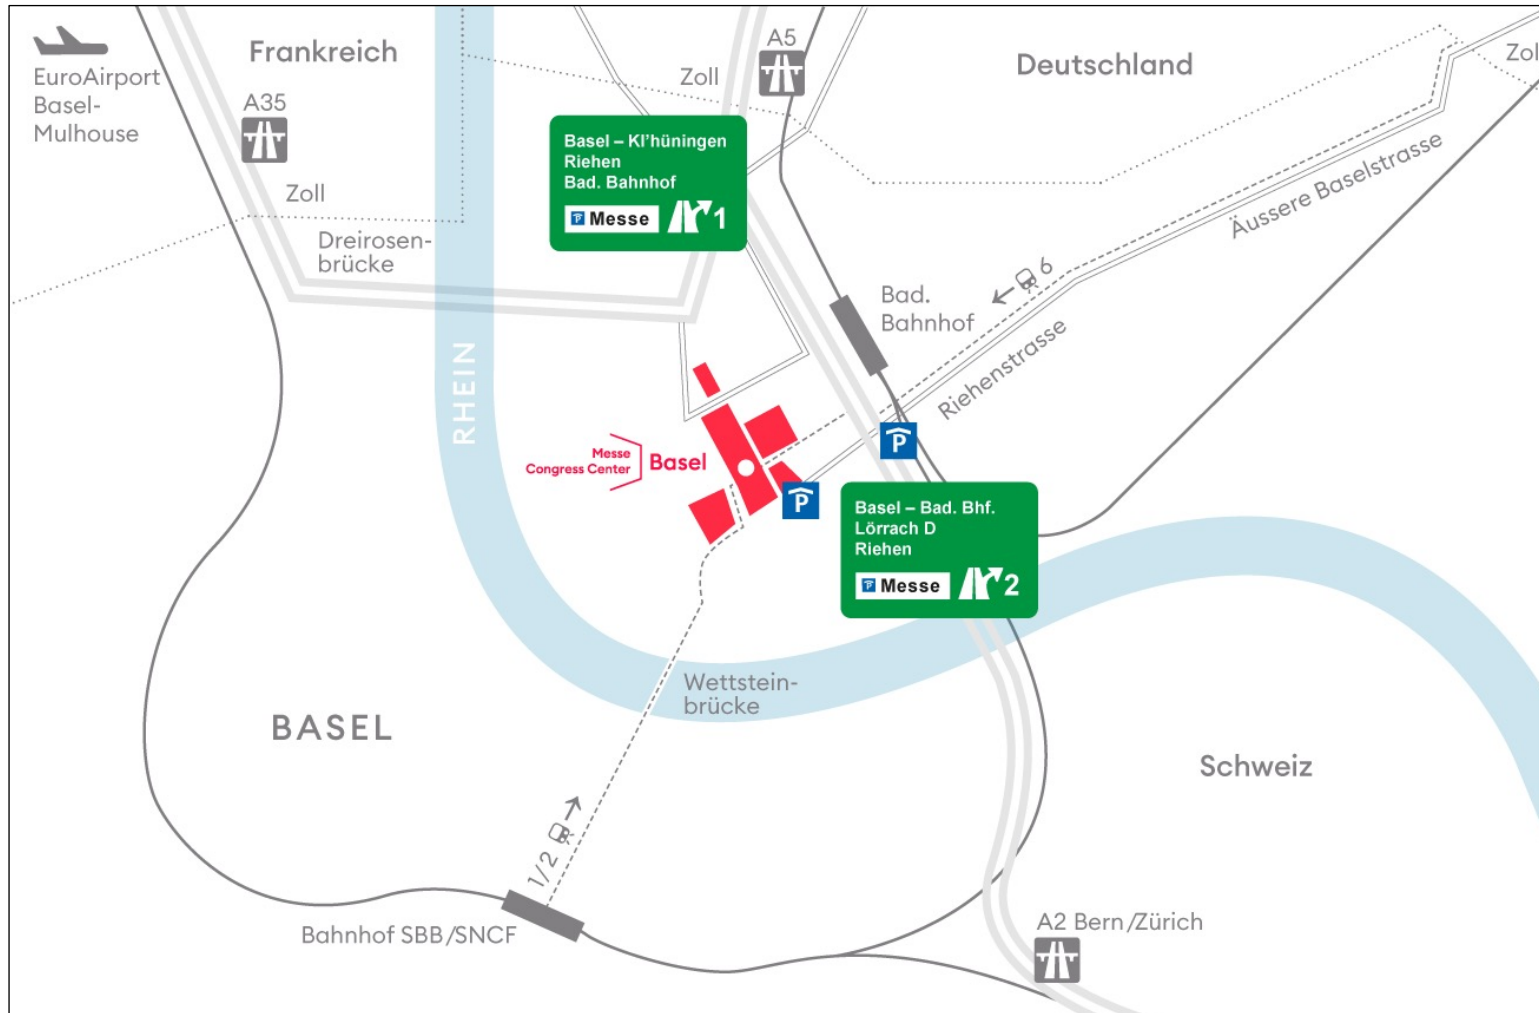 EuroAirport
Basel-
Mulhouse
Frankreich
A35
Zoll
Dreirosen-
brücke
Zoll
A5
Deutschland
Zol
Basel – Kl'hüningen
Riehen
Bad. Bahnhof
P Messe 1
Äussere Baselstrasse
6
Bad.
Bahnhof
Riehenstrasse
RHEIN
Messe
Congress Center
Basel
P
P
Basel – Bad. Bhf.
Lörrach D
Riehen
P Messe 2
Wettstein-
brücke
BASEL
Schweiz
1/2
Bahnhof SBB/SNCF
A2 Bern/Zürich